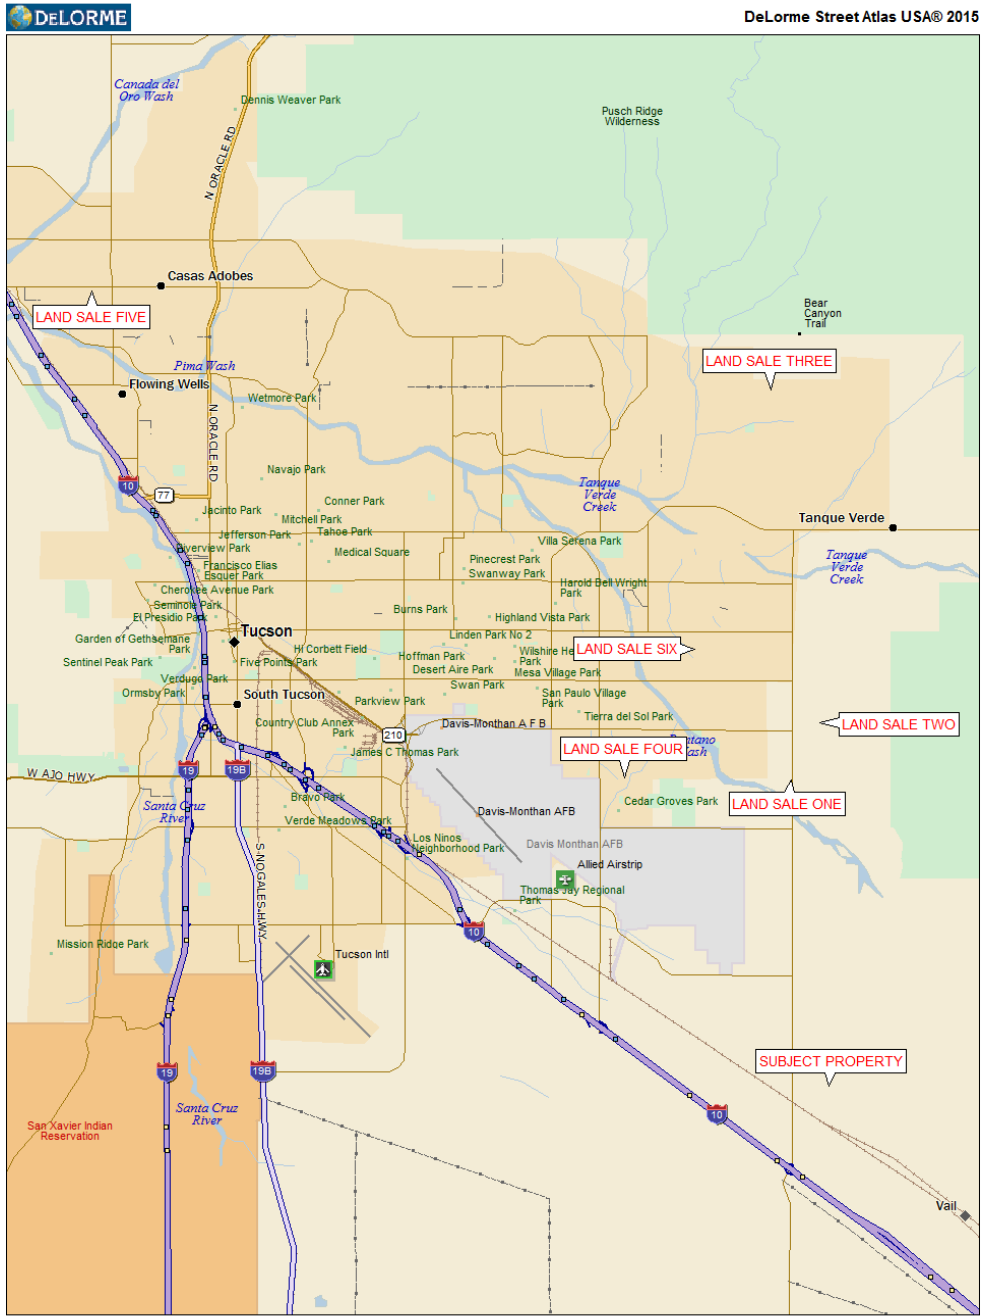 DELORME
DeLorme Street Atlas USA® 2015
Canada del
Oro Wash
Dennis Weaver Park
Pusch Ridge
Wilderness
N ORACLE RD
Casas Adobes
LAND SALE FIVE
Bear
Canyon
Trail
Pima Wash
LAND SALE THREE
Flowing Wells
Wetmore Park
N ORACLE RD
Navajo Park
10
77
Tanque
Verde
Creek
Conner Park
Jacinto Park
Mitchell Park
Tanque Verde
Jefferson Park
Tahoe Park
Villa Serena Park
Riverview Park
Medical Square
Tanque
Verde
Creek
Pinecrest Park
Francisco Elias
Esquer Park
Swanway Park
Harold Bell Wright
Park
Cherokee Avenue Park
Seminole Park
Burns Park
El Presidio Park
Highland Vista Park
Tucson
Linden Park No 2
Garden of Gethsemane
Park
Hi Corbett Field
Wilshire He
Park
LAND SALE SIX
Sentinel Peak Park
Five Points Park
Hoffman Park
Desert Aire Park
Mesa Village Park
Verdugo Park
Swan Park
Ormsby Park
South Tucson
Parkview Park
San Paulo Village
Park
Tierra del Sol Park
Country Club Annex
Park
Davis-Monthan A F B
LAND SALE TWO
210
LAND SALE FOUR
antano
Wash
James C Thomas Park
W AJO HWY
19
19B
Santa Cruz
River
Bravo Park
Cedar Groves Park
LAND SALE ONE
Verde Meadows Park
Davis-Monthan AFB
Los Ninos
Neighborhood Park
Davis Monthan AFB
Allied Airstrip
S NOGALES HWY
Thomas Jay Regional
Park
10
Mission Ridge Park
Tucson Intl
SUBJECT PROPERTY
19
19B
Santa Cruz
River
10
San Xavier Indian
Reservation
Vail